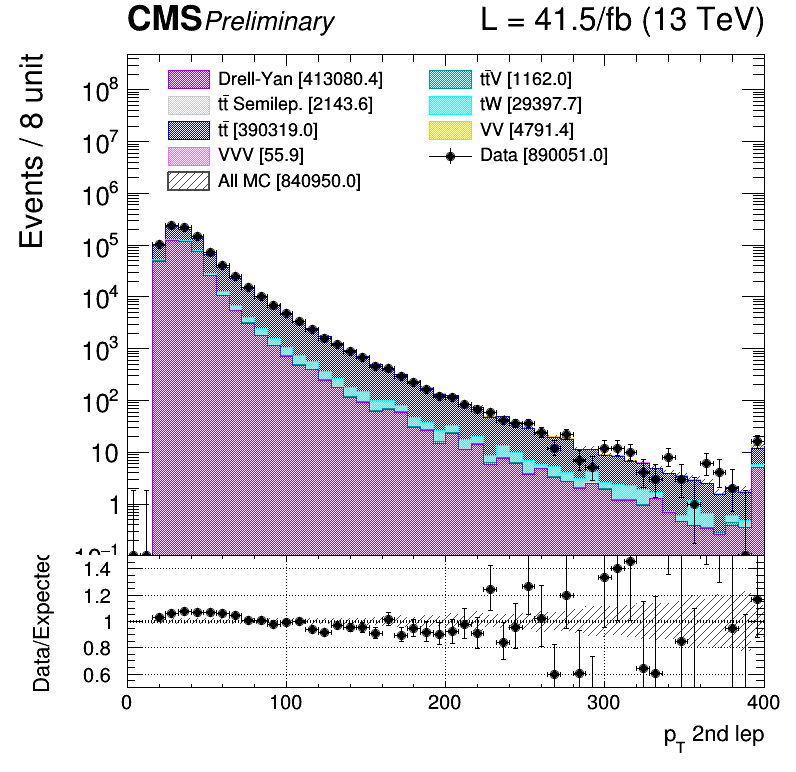 CMS Preliminary L = 41.5/fb (13 TeV)
Events / 8 unit
Drell-Yan [413080.4]
tt̄ Semilep. [2143.6]
tt̄ [390319.0]
VVV [55.9]
All MC [840950.0]
tt̄V [1162.0]
tW [29397.7]
VV [4791.4]
Data [890051.0]
10⁸
10⁷
10⁶
10⁵
10⁴
10³
10²
10
1
10⁻¹
Data/Expected
1.4
1.2
1
0.8
0.6
0 100 200 300 400
p_T 2nd lep